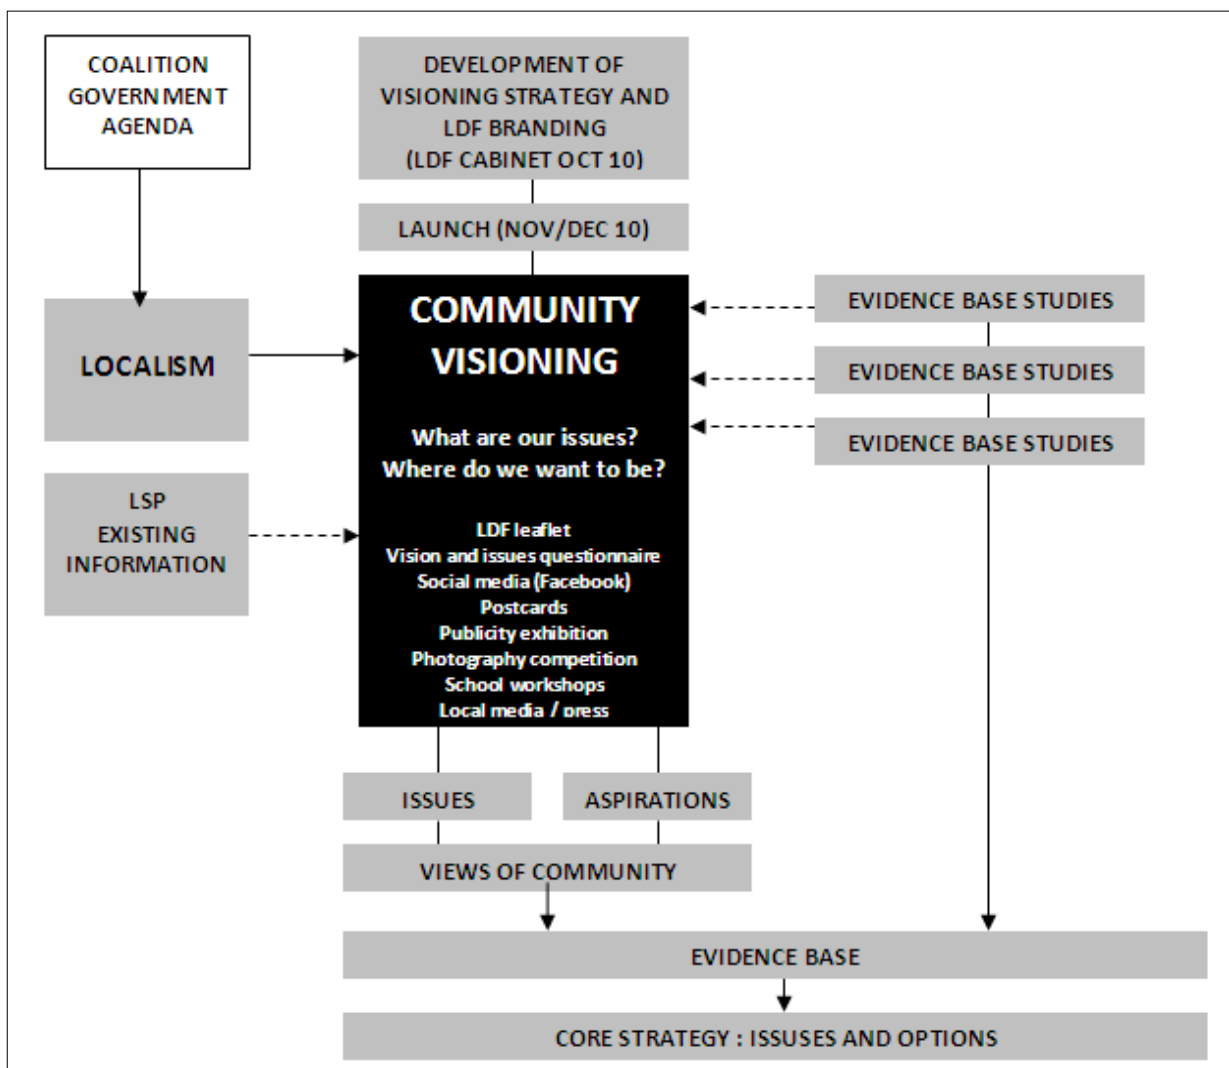 COALITION
GOVERNMENT
AGENDA
DEVELOPMENT OF
VISIONING STRATEGY AND
LDF BRANDING
(LDF CABINET OCT 10)
LAUNCH (NOV/DEC 10)
LOCALISM
COMMUNITY
VISIONING
What are our issues?
Where do we want to be?
LDF leaflet
Vision and issues questionnaire
Social media (Facebook)
Postcards
Publicity exhibition
Photography competition
School workshops
Local media / press
EVIDENCE BASE STUDIES
EVIDENCE BASE STUDIES
EVIDENCE BASE STUDIES
LSP
EXISTING
INFORMATION
ISSUES
ASPIRATIONS
VIEWS OF COMMUNITY
EVIDENCE BASE
CORE STRATEGY : ISSUSES AND OPTIONS